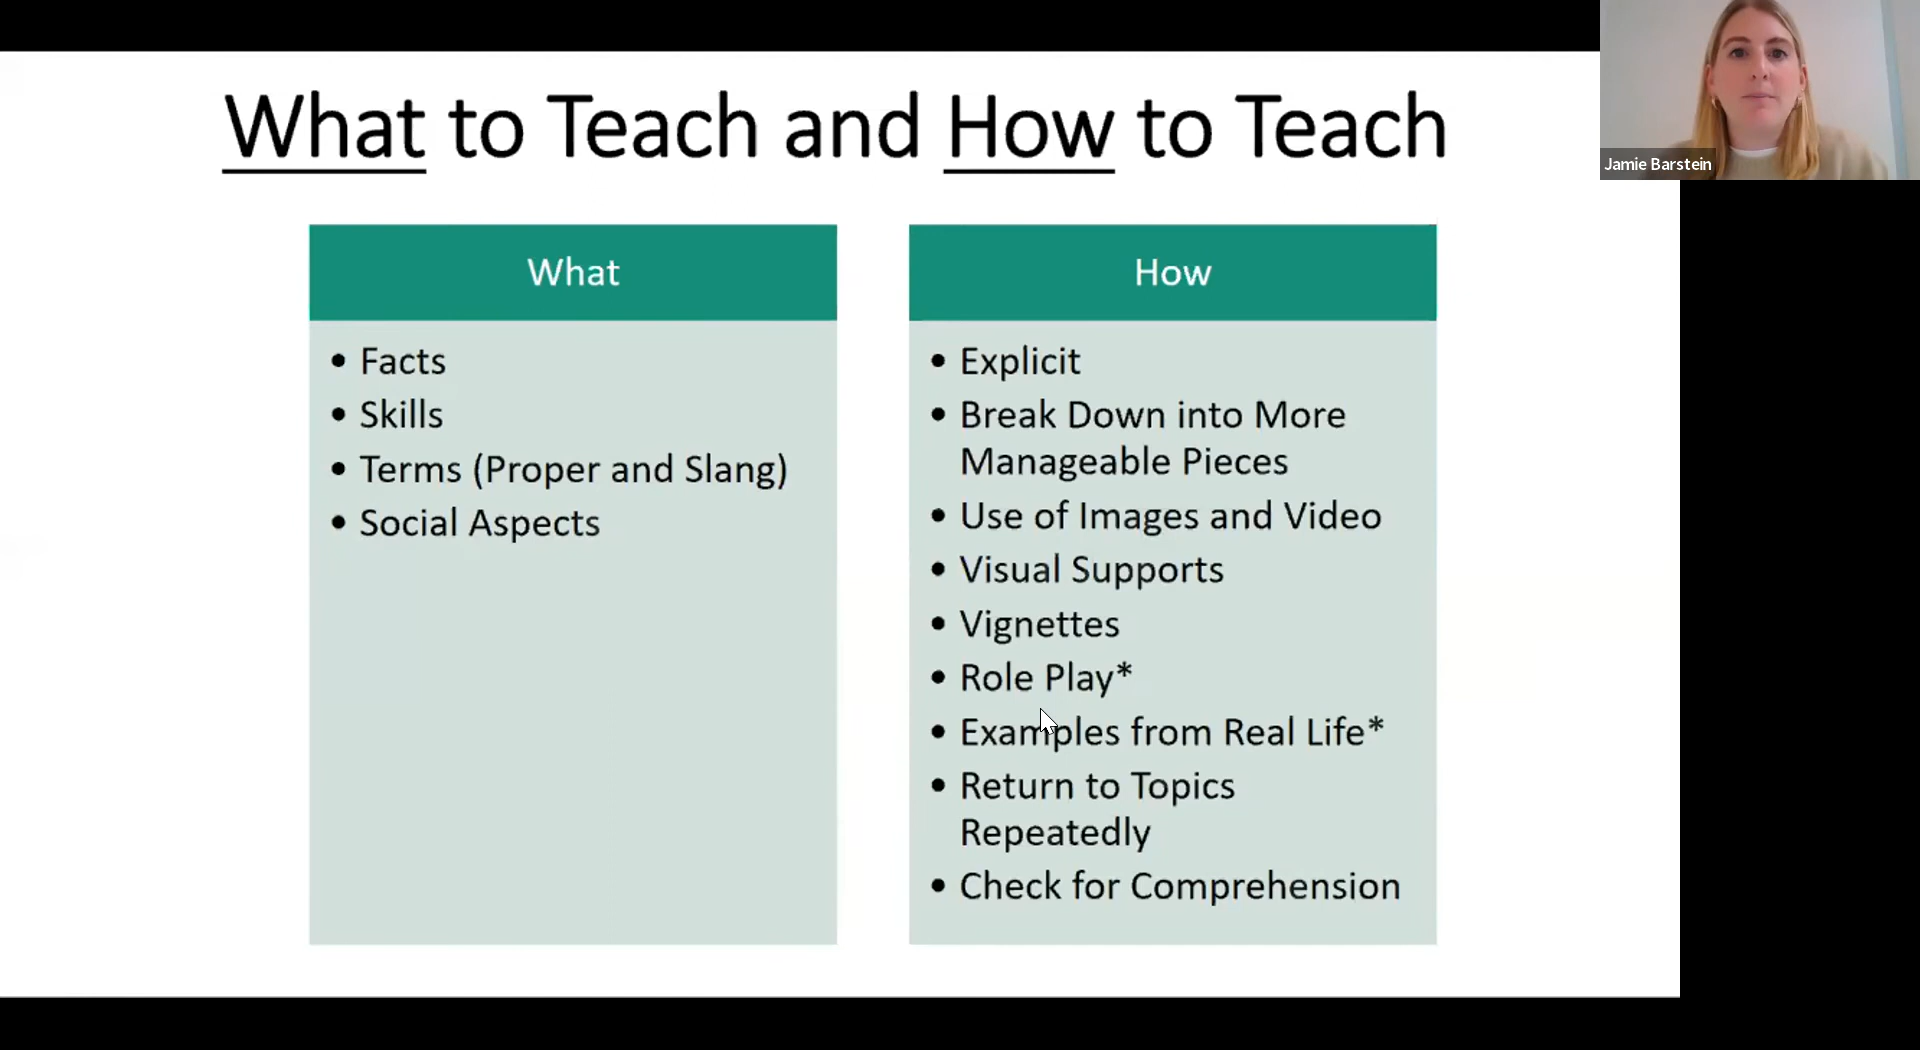 What to Teach and How to Teach
Jamie Barstein
What
• Facts
• Skills
• Terms (Proper and Slang)
• Social Aspects
How
• Explicit
• Break Down into More
Manageable Pieces
• Use of Images and Video
• Visual Supports
• Vignettes
• Role Play*
• Examples from Real Life*
• Return to Topics
Repeatedly
• Check for Comprehension